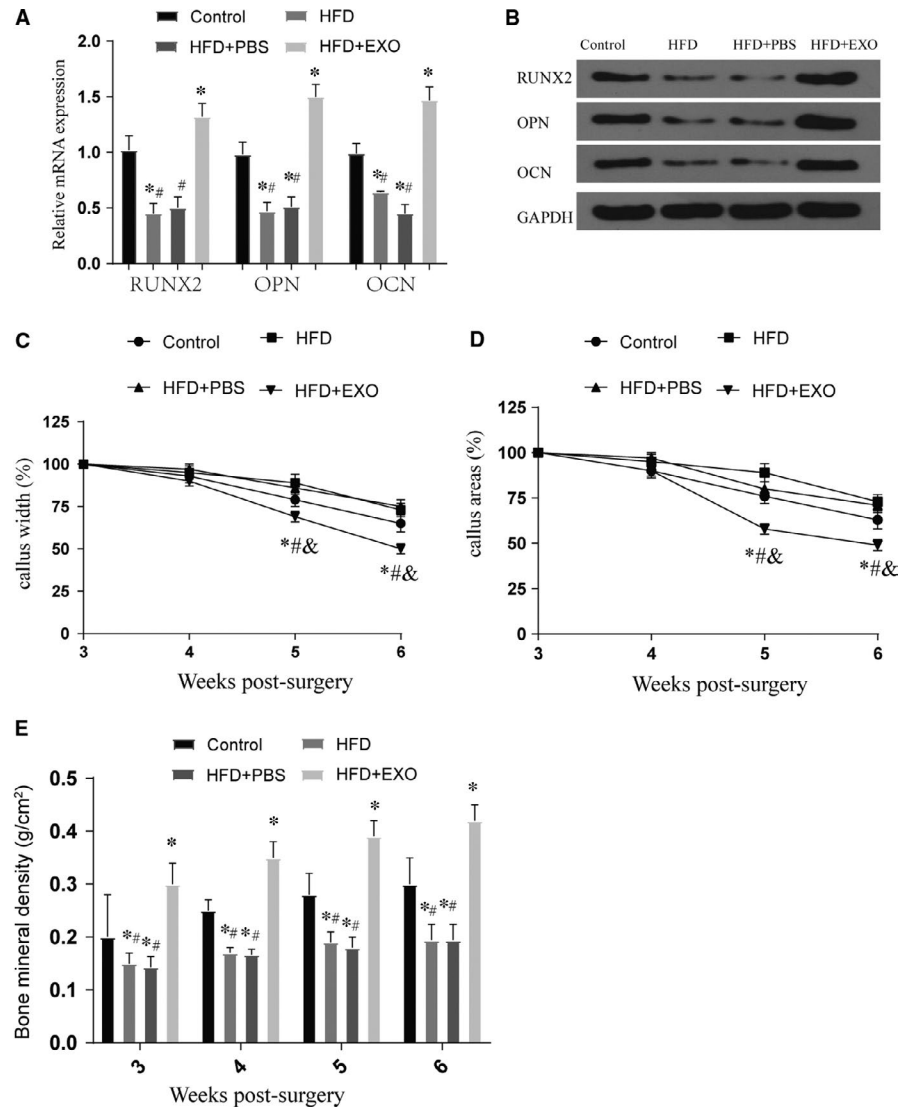 A
Control HFD
HFD+PBS HFD+EXO
Relative mRNA expression
1.5
1.0
0.5
0.0
* * *
*# # *# *# *# *#
RUNX2 OPN OCN
B
Control HFD HFD+PBS HFD+EXO
RUNX2
OPN
OCN
GAPDH
C
Control HFD
HFD+PBS HFD+EXO
callus width (%)
125
100
75
50
25
0
*#& *#&
3 4 5 6
Weeks post-surgery
D
Control HFD
HFD+PBS HFD+EXO
callus areas (%)
125
100
75
50
25
0
*#& *#&
3 4 5 6
Weeks post-surgery
E
Control HFD
HFD+PBS HFD+EXO
Bone mineral density (g/cm²)
0.5
0.4
0.3
0.2
0.1
0.0
* * * *
*# *# *# *# *# *# *# *#
3 4 5 6
Weeks post-surgery